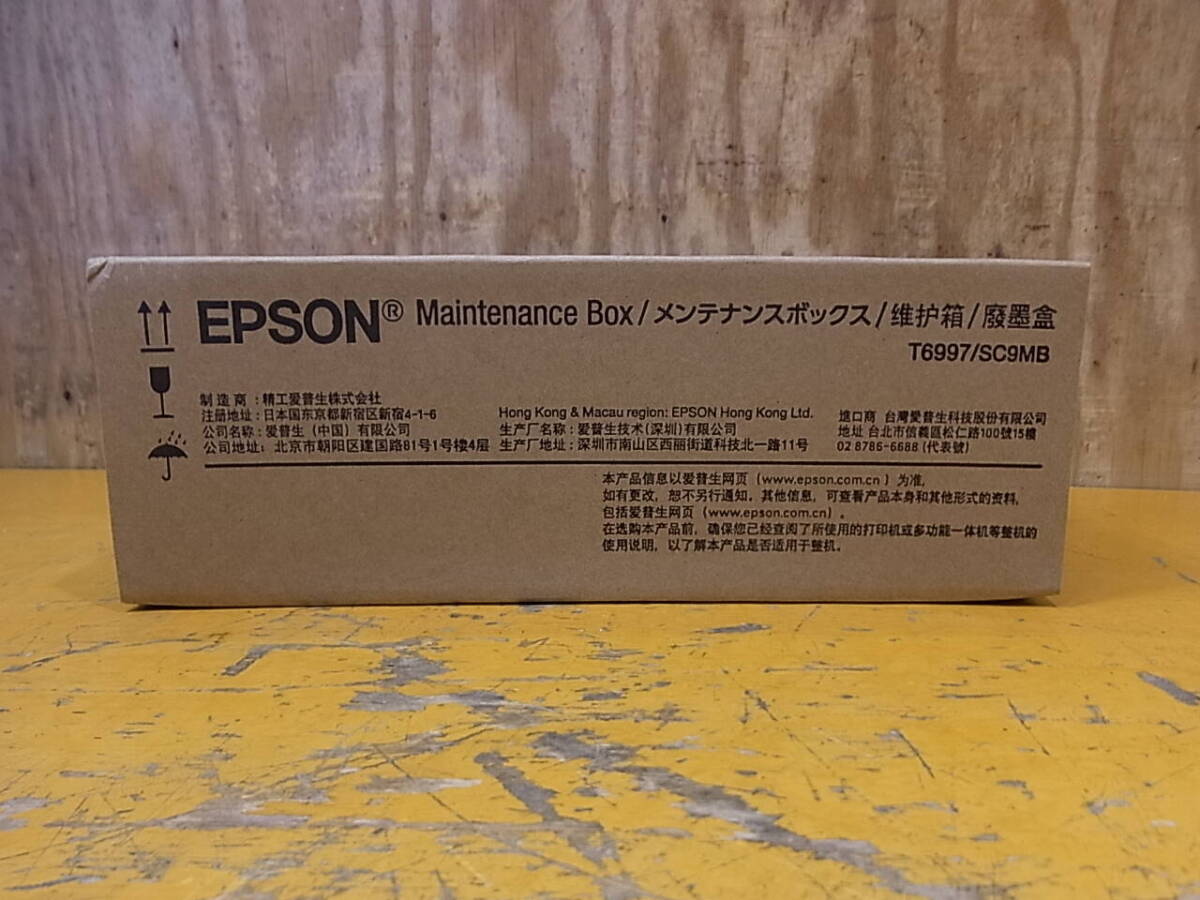 EPSON® Maintenance Box/メンテナンスボックス/维护箱/廢墨盒
T6997/SC9MB
制造商:精工爱普生株式会社
注册地址:日本国东京都新宿区新宿4-1-6
公司名称:爱普生(中国)有限公司
公司地址:北京市朝阳区建国路81号1号楼4层
Hong Kong & Macau region: EPSON Hong Kong Ltd.
生产厂名称:爱普生技术(深圳)有限公司
生产厂地址:深圳市南山区西丽街道科技北一路11号
進口商 台灣愛普生科技股份有限公司
地址 台北市信義區松仁路100號15樓
02 8786-6688 (代表號)
本产品信息以爱普生网页(www.epson.com.cn)为准,
如有更改,恕不另行通知。其他信息,可查看产品本身和其他形式的资料,
包括爱普生网页(www.epson.com.cn)。
在选购本产品前,确保您已经查阅了所使用的打印机或多功能一体机等整机的
使用说明,以了解本产品是否适用于整机。